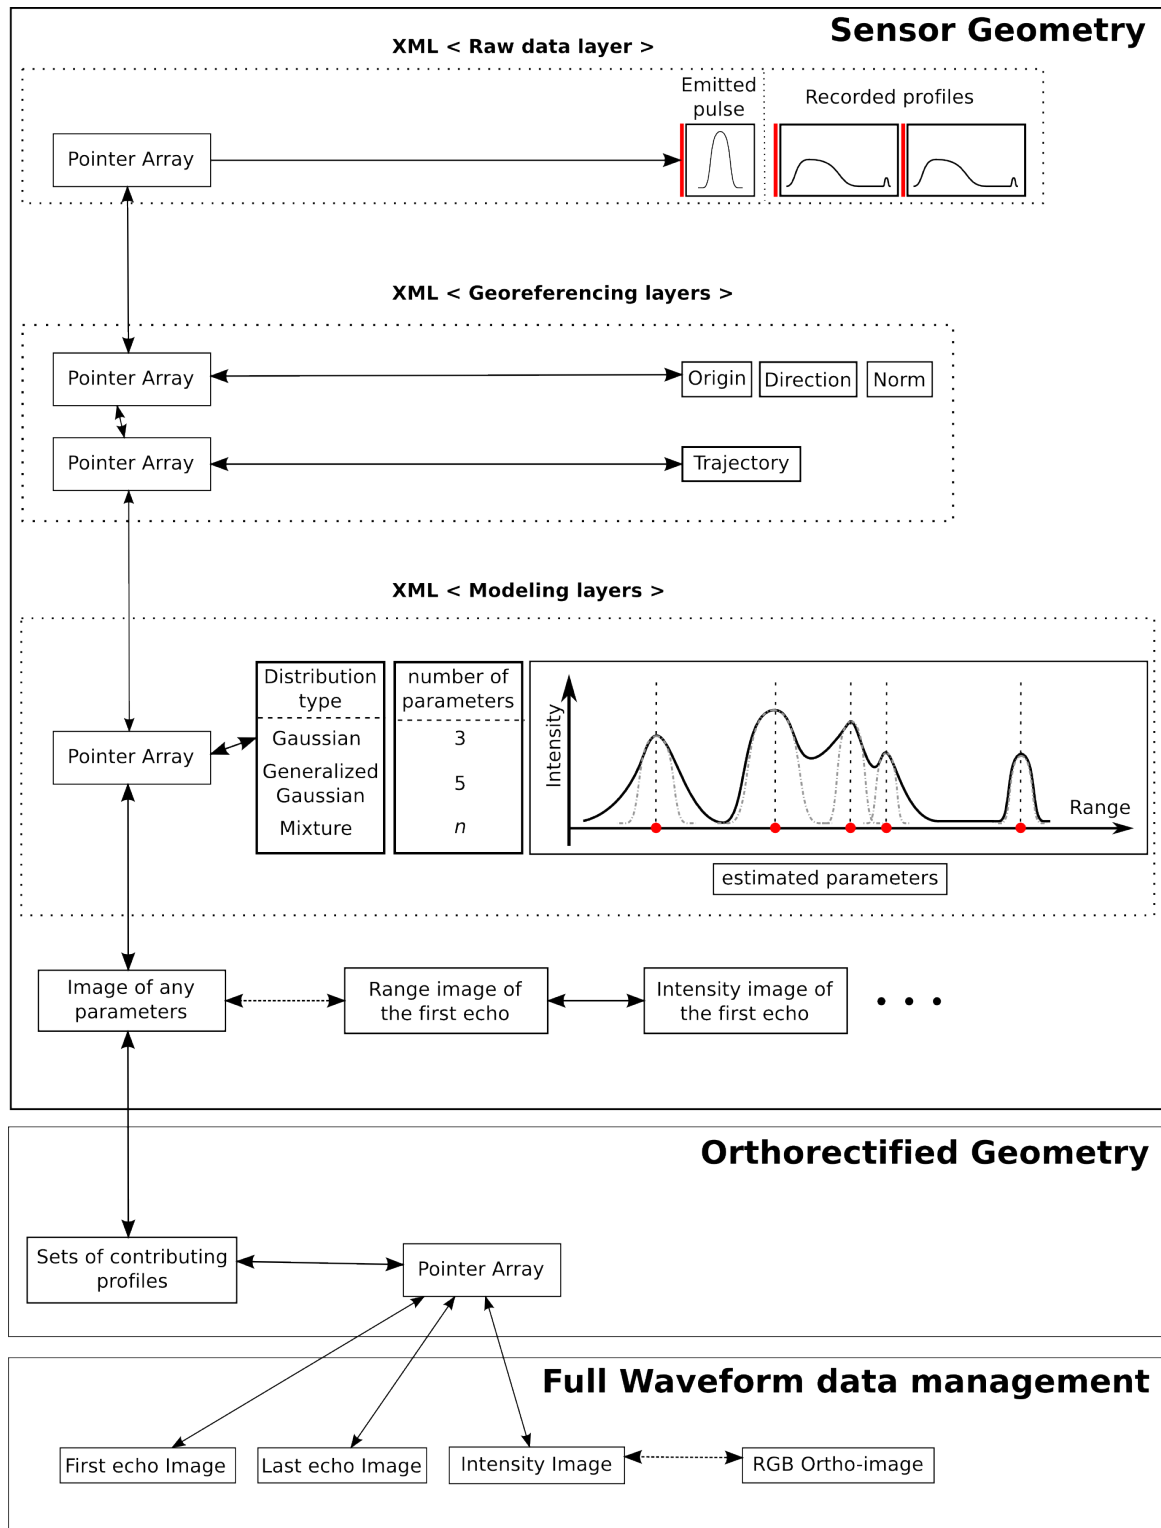 Sensor Geometry
XML < Raw data layer >
Emitted
pulse
Recorded profiles
Pointer Array
XML < Georeferencing layers >
Pointer Array
Origin
Direction
Norm
Pointer Array
Trajectory
XML < Modeling layers >
Distribution
type
number of
parameters
Gaussian
3
Generalized
Gaussian
5
Mixture
n
Pointer Array
Intensity
Range
estimated parameters
Image of any
parameters
Range image of
the first echo
Intensity image of
the first echo
• • •
Orthorectified Geometry
Sets of contributing
profiles
Pointer Array
Full Waveform data management
First echo Image
Last echo Image
Intensity Image
RGB Ortho-image